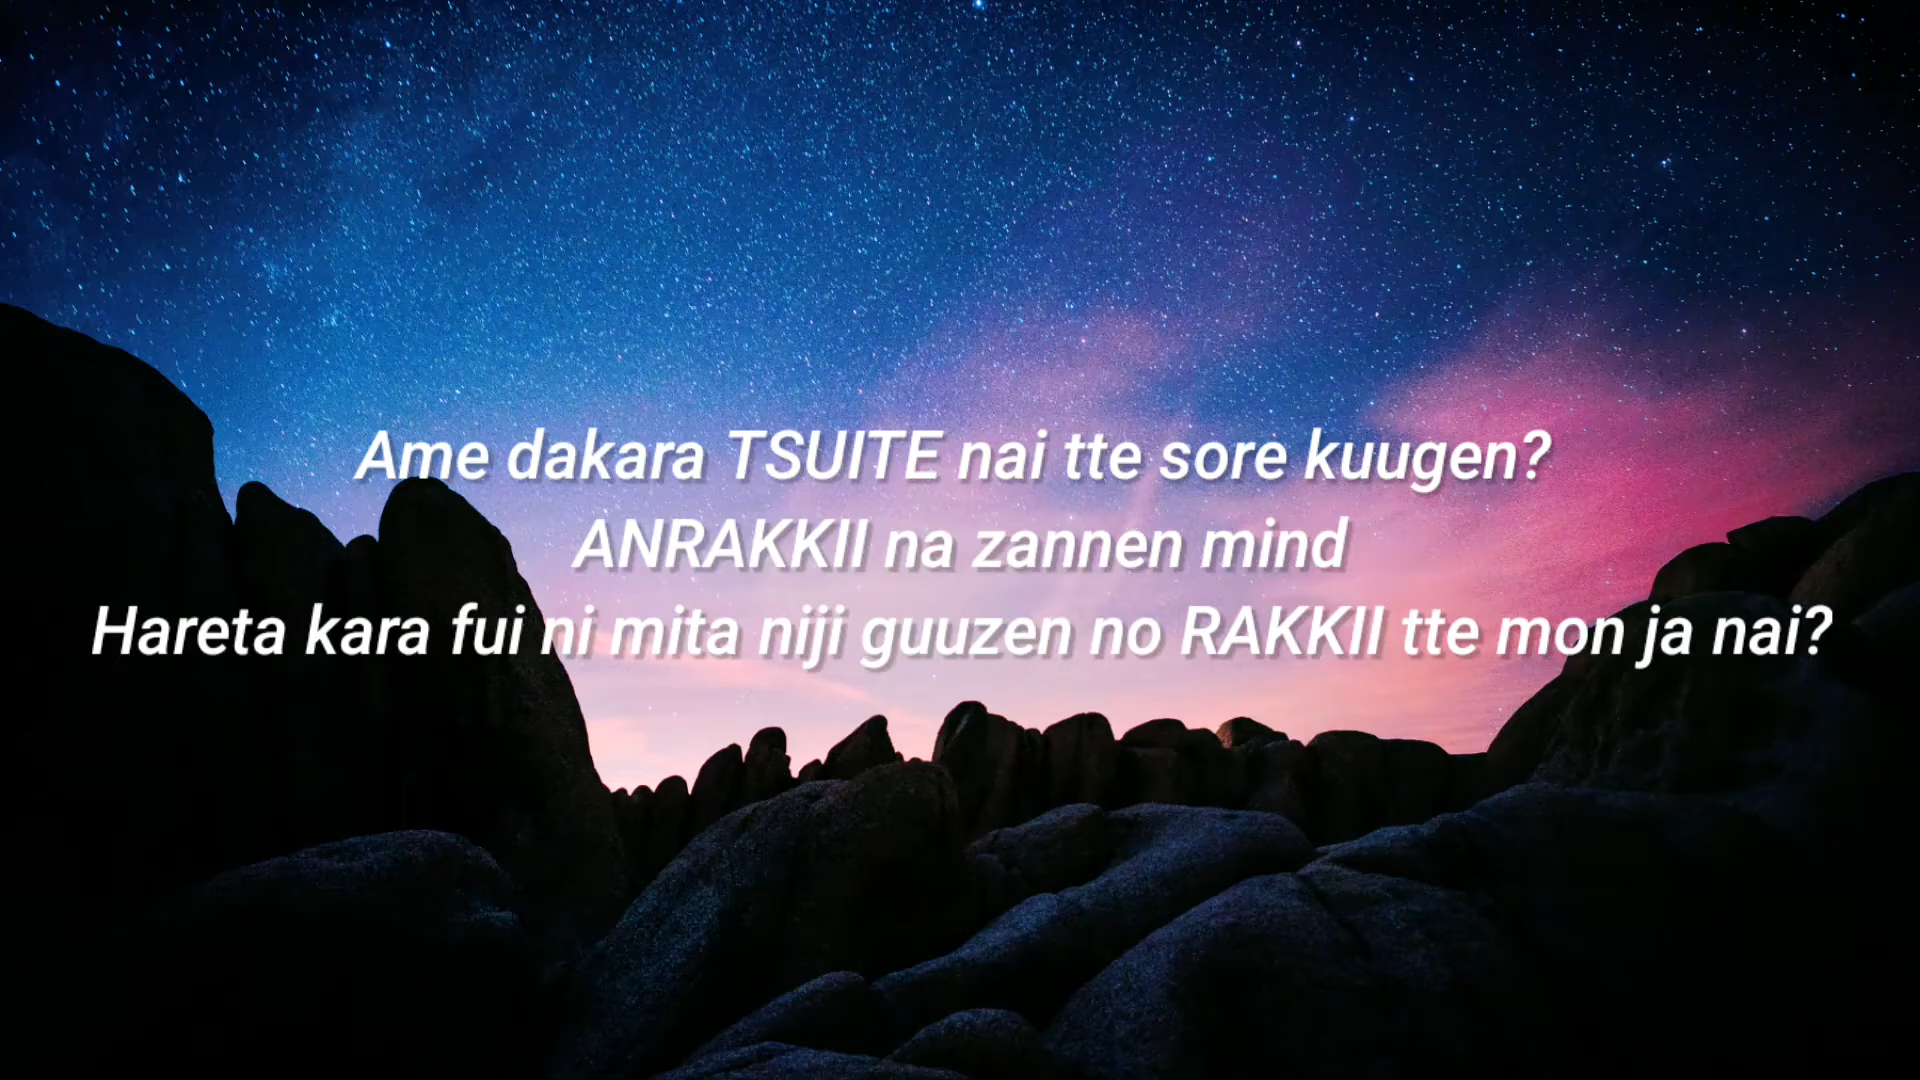 Ame dakara TSUITE nai tte sore kuugen?
ANRAKKII na zannen mind
Hareta kara fui ni mita niji guuzen no RAKKII tte mon ja nai?